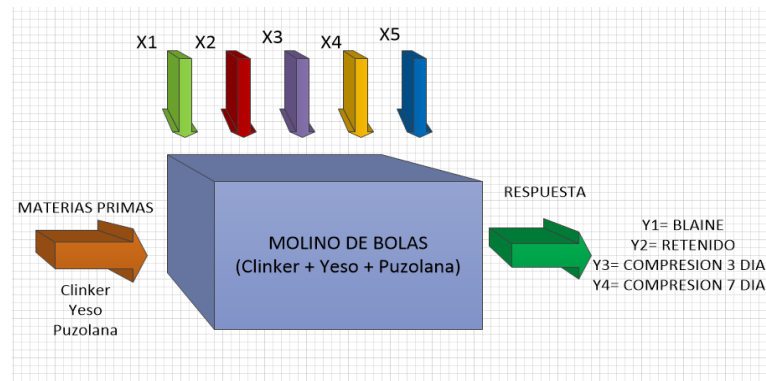 X1
X2
X3
X4
X5
MATERIAS PRIMAS
Clinker
Yeso
Puzolana
MOLINO DE BOLAS
(Clinker + Yeso + Puzolana)
RESPUESTA
Y1= BLAINE
Y2= RETENIDO
Y3= COMPRESION 3 DIA
Y4= COMPRESION 7 DIA